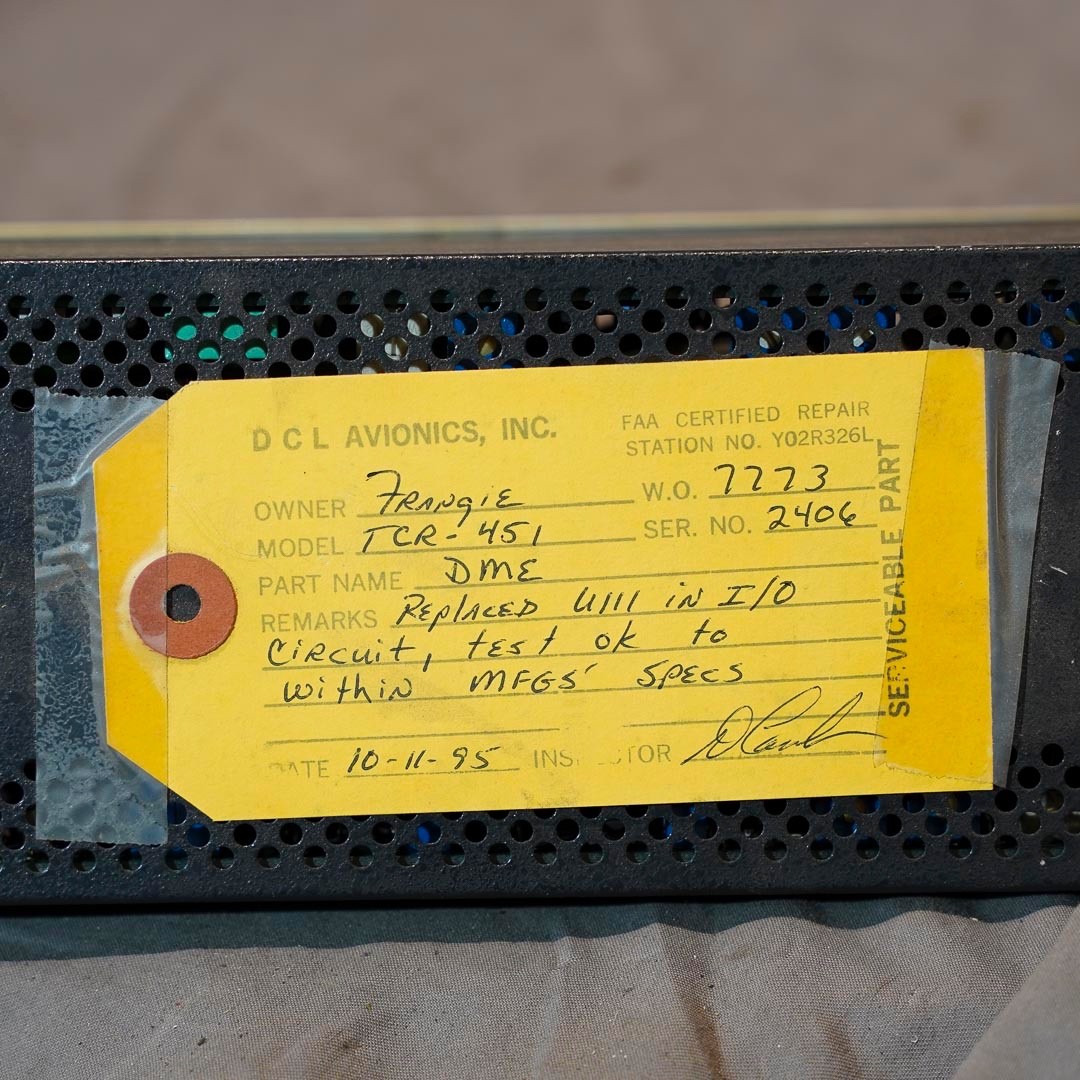 D C L AVIONICS, INC.
FAA CERTIFIED REPAIR
STATION NO. Y02R326L
OWNER Frangie W.O. 7773
MODEL TCR-451 SER. NO. 2406
PART NAME DME
REMARKS Replaced U111 in I/O
Circuit, test ok to
within MFGS' Specs
DATE 10-11-95
SERVICEABLE PART